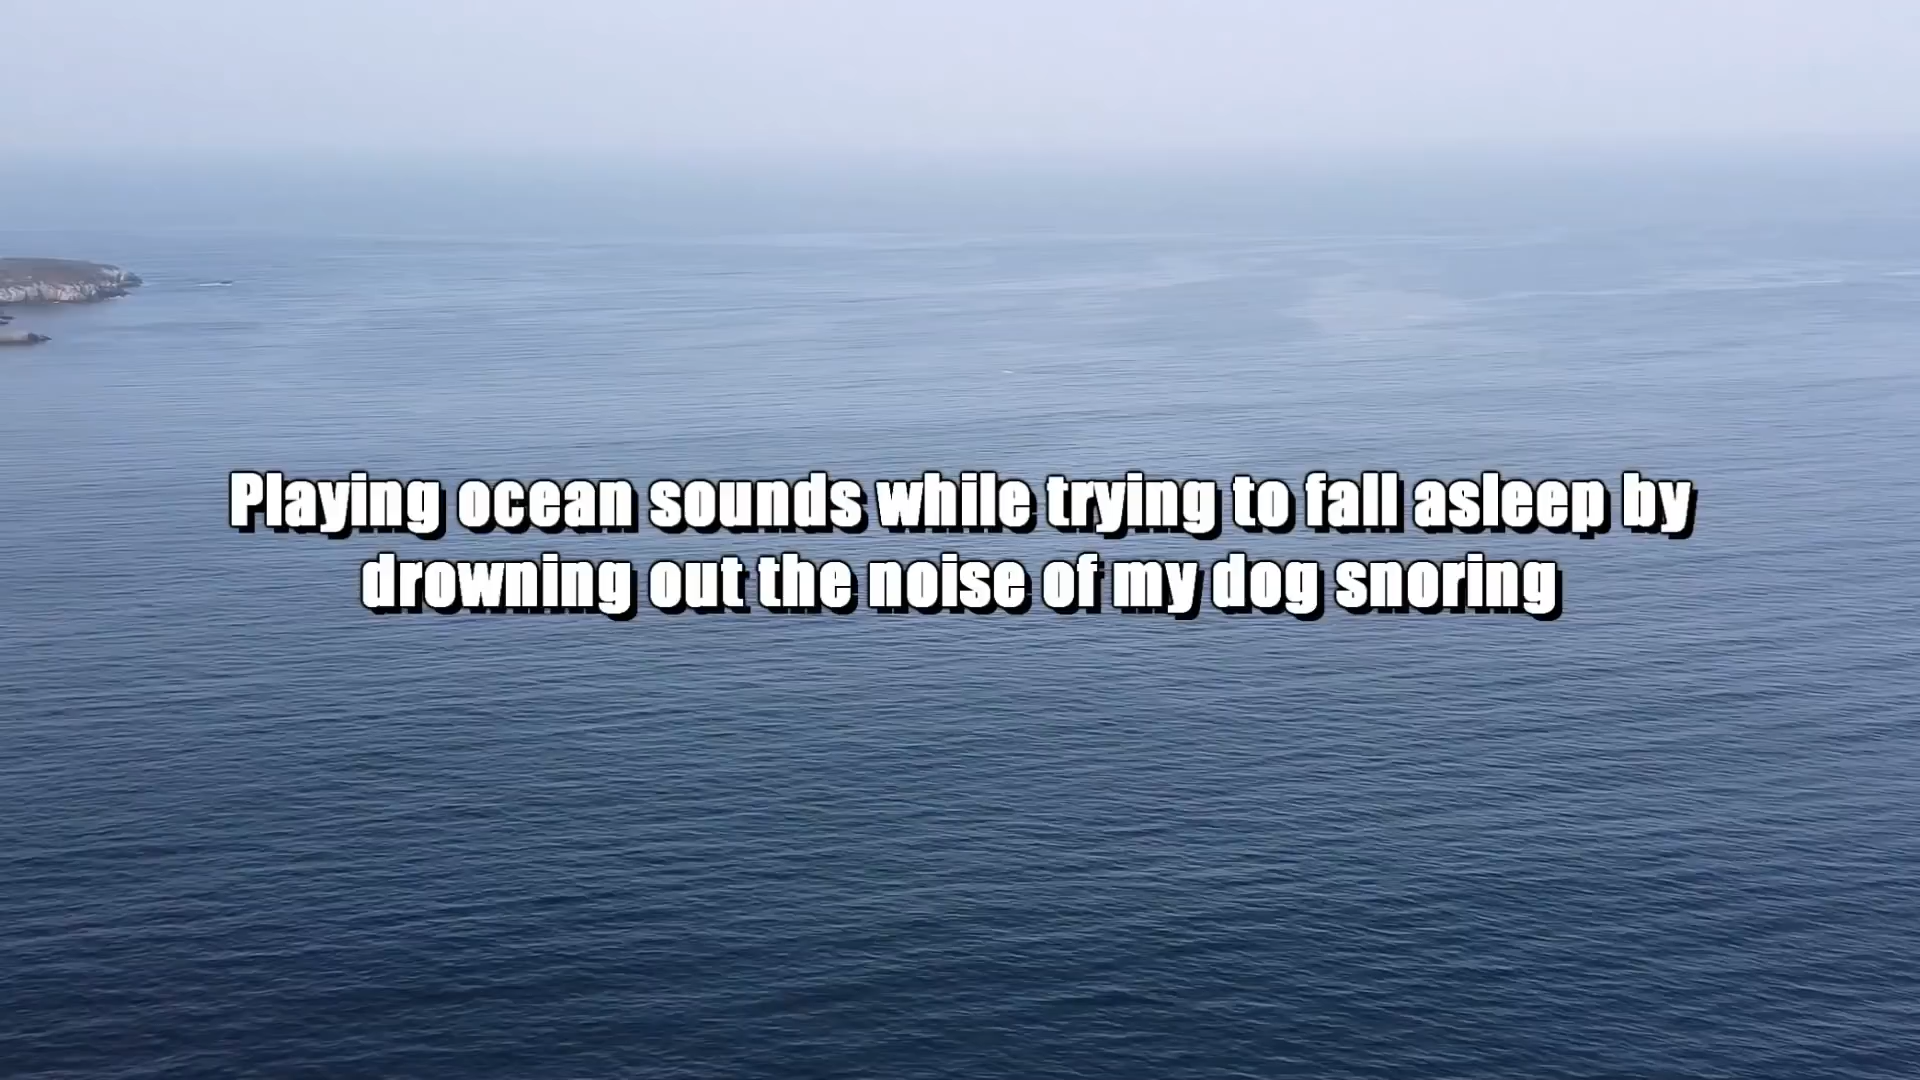 Playing ocean sounds while trying to fall asleep by
drowning out the noise of my dog snoring